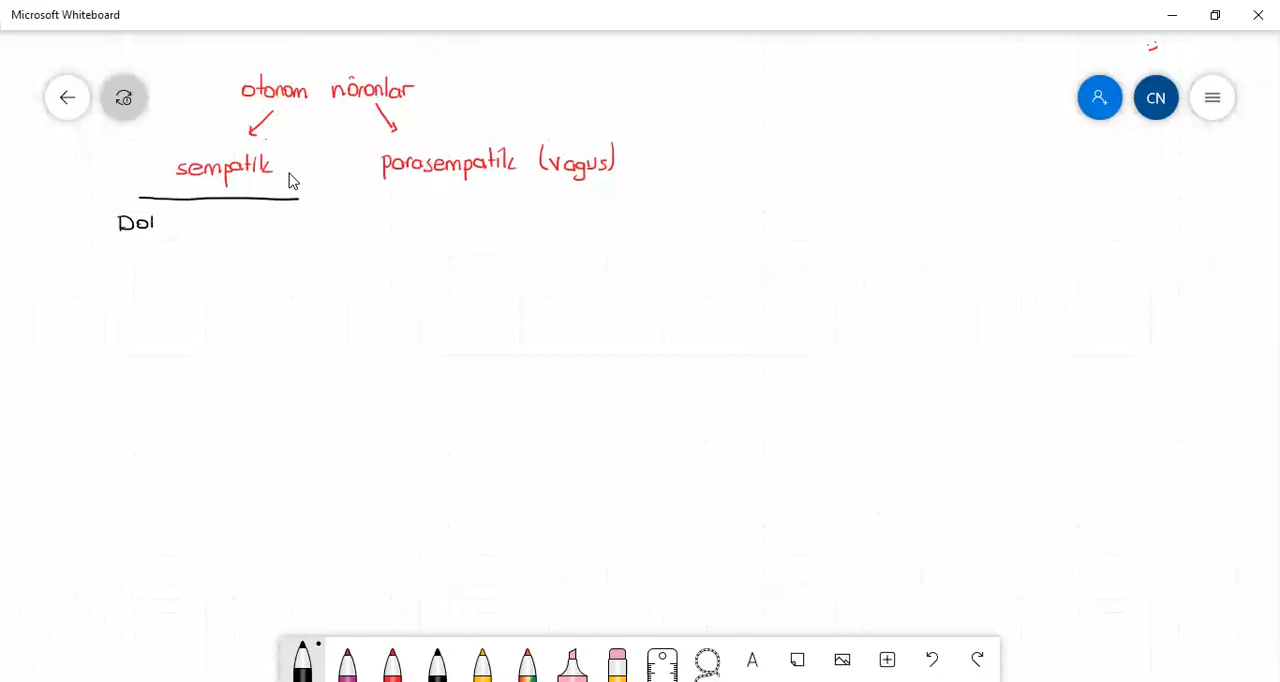 Microsoft Whiteboard
otonom nöronlar
CN
sempatik parasempatik (vagus)
Dol